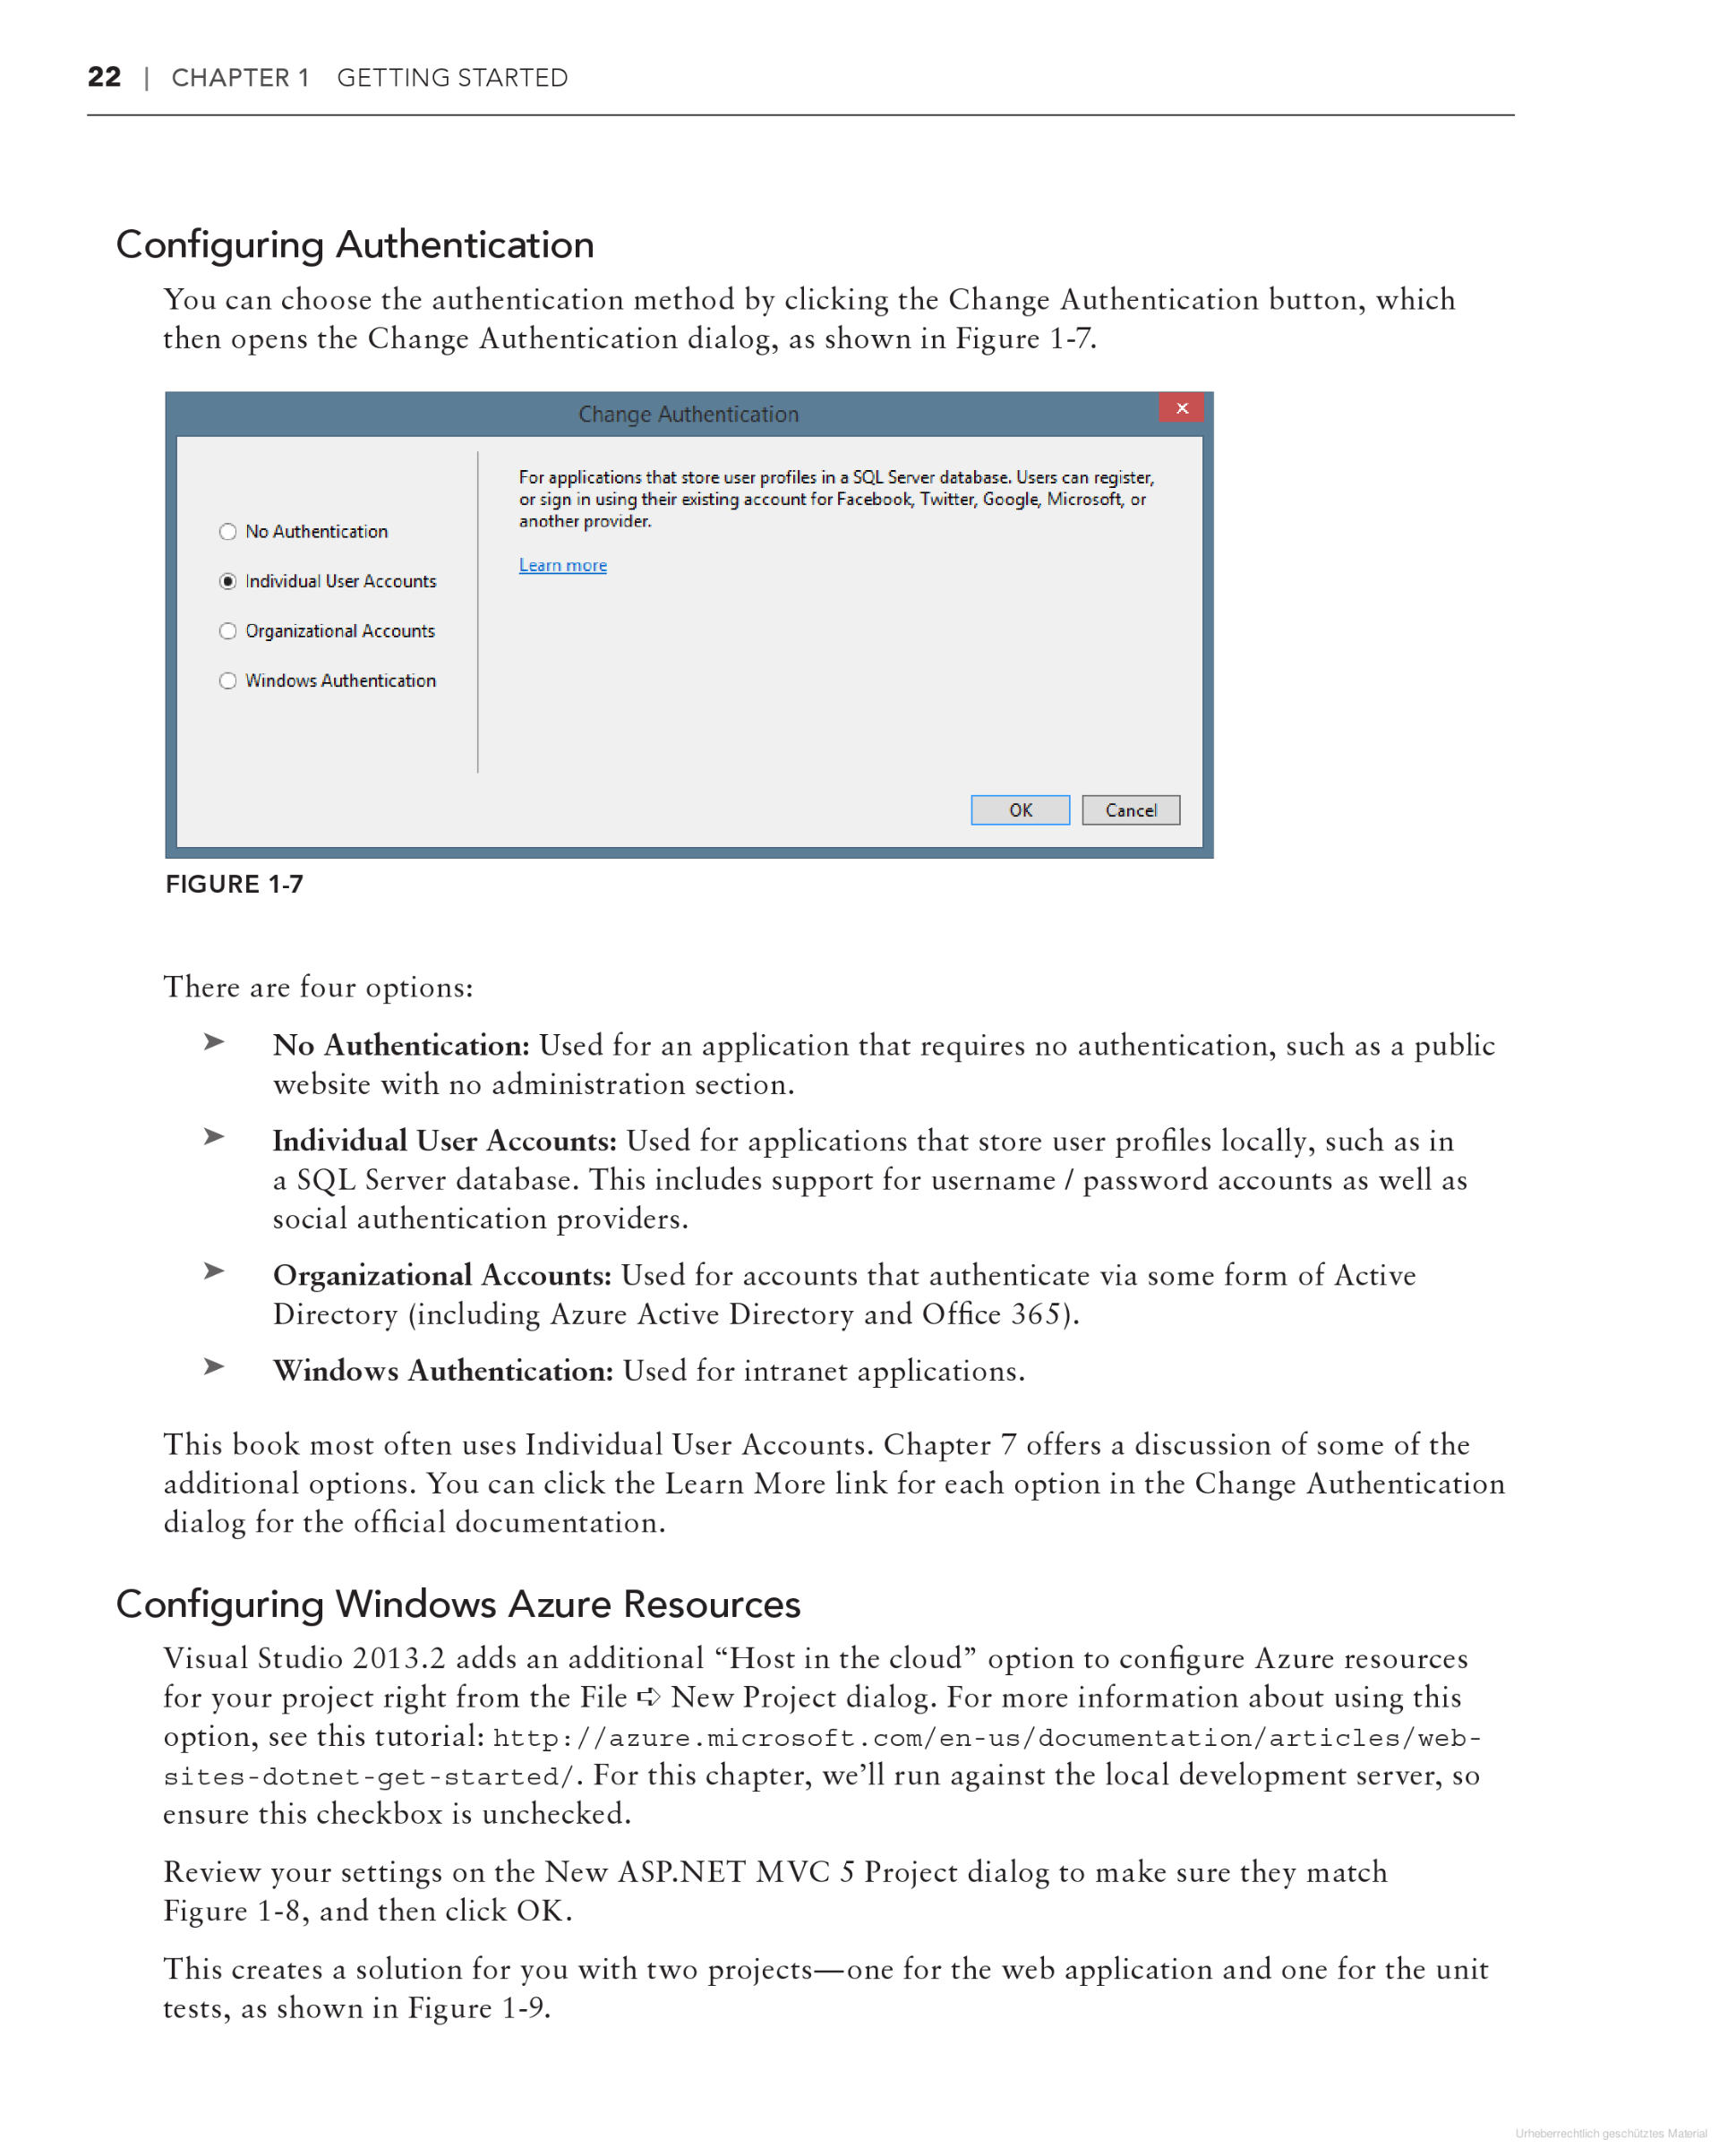 22 | CHAPTER 1 GETTING STARTED
Configuring Authentication
You can choose the authentication method by clicking the Change Authentication button, which
then opens the Change Authentication dialog, as shown in Figure 1-7.
Change Authentication
x
For applications that store user profiles in a SQL Server database. Users can register,
or sign in using their existing account for Facebook, Twitter, Google, Microsoft, or
another provider.
Learn more
No Authentication
Individual User Accounts
Organizational Accounts
Windows Authentication
OK
Cancel
FIGURE 1-7
There are four options:
➤ No Authentication: Used for an application that requires no authentication, such as a public
website with no administration section.
➤ Individual User Accounts: Used for applications that store user profiles locally, such as in
a SQL Server database. This includes support for username / password accounts as well as
social authentication providers.
➤ Organizational Accounts: Used for accounts that authenticate via some form of Active
Directory (including Azure Active Directory and Office 365).
➤ Windows Authentication: Used for intranet applications.
This book most often uses Individual User Accounts. Chapter 7 offers a discussion of some of the
additional options. You can click the Learn More link for each option in the Change Authentication
dialog for the official documentation.
Configuring Windows Azure Resources
Visual Studio 2013.2 adds an additional “Host in the cloud” option to configure Azure resources
for your project right from the File ➪ New Project dialog. For more information about using this
option, see this tutorial: http://azure.microsoft.com/en-us/documentation/articles/web-
sites-dotnet-get-started/. For this chapter, we’ll run against the local development server, so
ensure this checkbox is unchecked.
Review your settings on the New ASP.NET MVC 5 Project dialog to make sure they match
Figure 1-8, and then click OK.
This creates a solution for you with two projects—one for the web application and one for the unit
tests, as shown in Figure 1-9.
Urheberrechtlich geschütztes Material